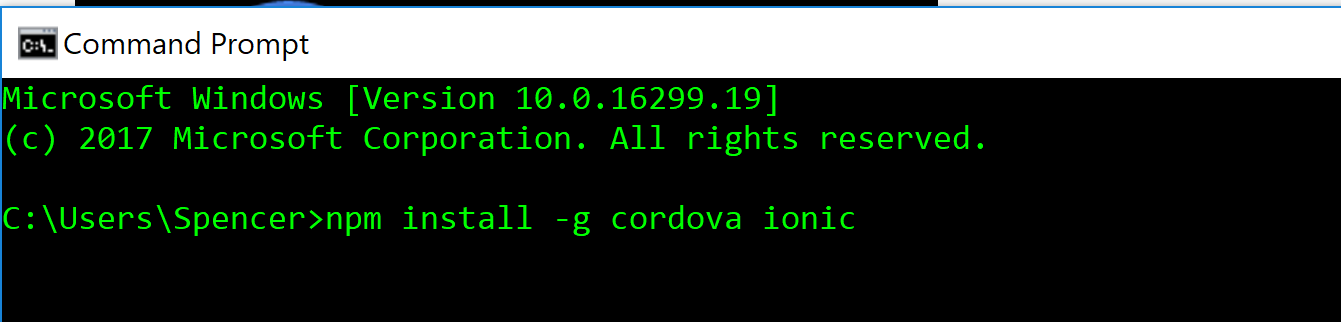 Command Prompt
Microsoft Windows [Version 10.0.16299.19]
(c) 2017 Microsoft Corporation. All rights reserved.
C:\Users\Spencer>npm install -g cordova ionic